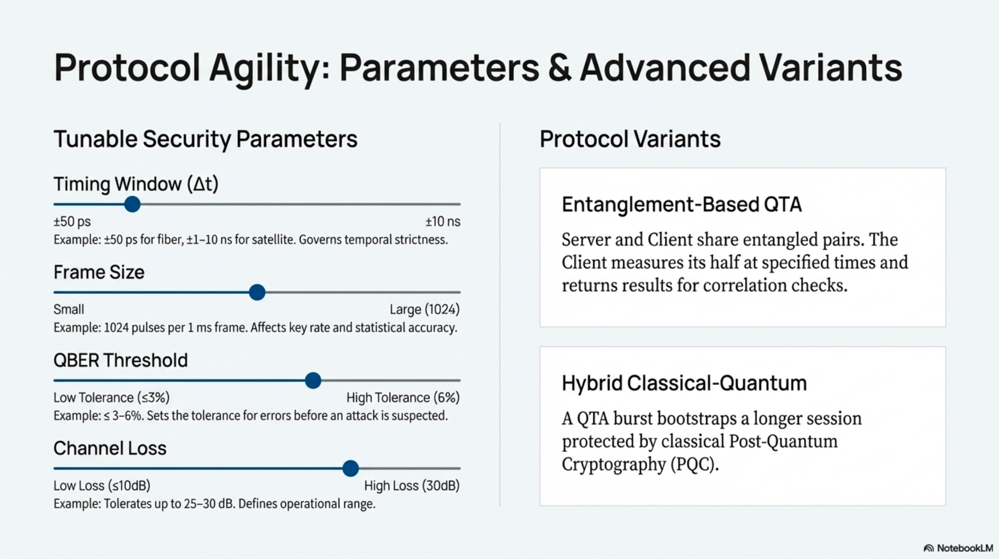 Protocol Agility: Parameters & Advanced Variants
Tunable Security Parameters
Timing Window (Δt)
±50 ps
±10 ns
Example: ±50 ps for fiber, ±1–10 ns for satellite. Governs temporal strictness.
Frame Size
Small
Large (1024)
Example: 1024 pulses per 1 ms frame. Affects key rate and statistical accuracy.
QBER Threshold
Low Tolerance (≤3%)
High Tolerance (6%)
Example: ≤ 3–6%. Sets the tolerance for errors before an attack is suspected.
Channel Loss
Low Loss (≤10dB)
High Loss (30dB)
Example: Tolerates up to 25–30 dB. Defines operational range.
Protocol Variants
Entanglement-Based QTA
Server and Client share entangled pairs. The
Client measures its half at specified times and
returns results for correlation checks.
Hybrid Classical-Quantum
A QTA burst bootstraps a longer session
protected by classical Post-Quantum
Cryptography (PQC).
NotebookLM